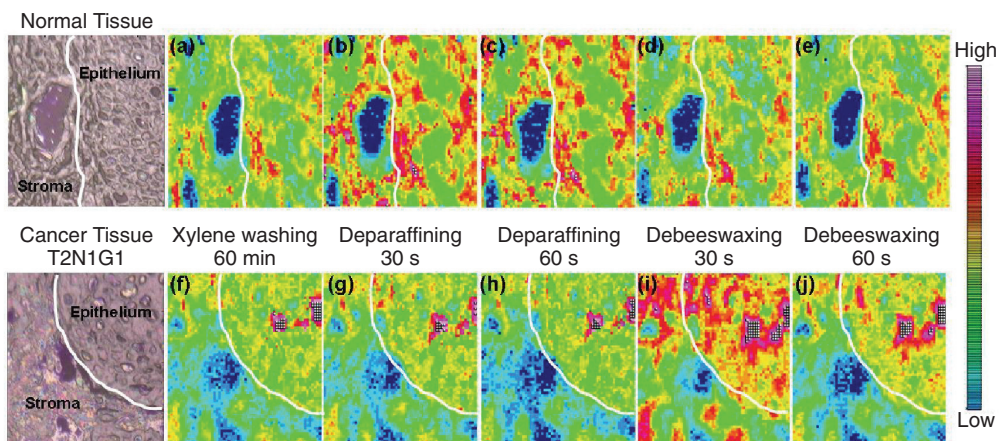 Normal Tissue
Epithelium
Stroma
(a)
(b)
(c)
(d)
(e)
High
Low
Cancer Tissue
T2N1G1
Xylene washing
60 min
Deparaffining
30 s
Deparaffining
60 s
Debeeswaxing
30 s
Debeeswaxing
60 s
Epithelium
Stroma
(f)
(g)
(h)
(i)
(j)